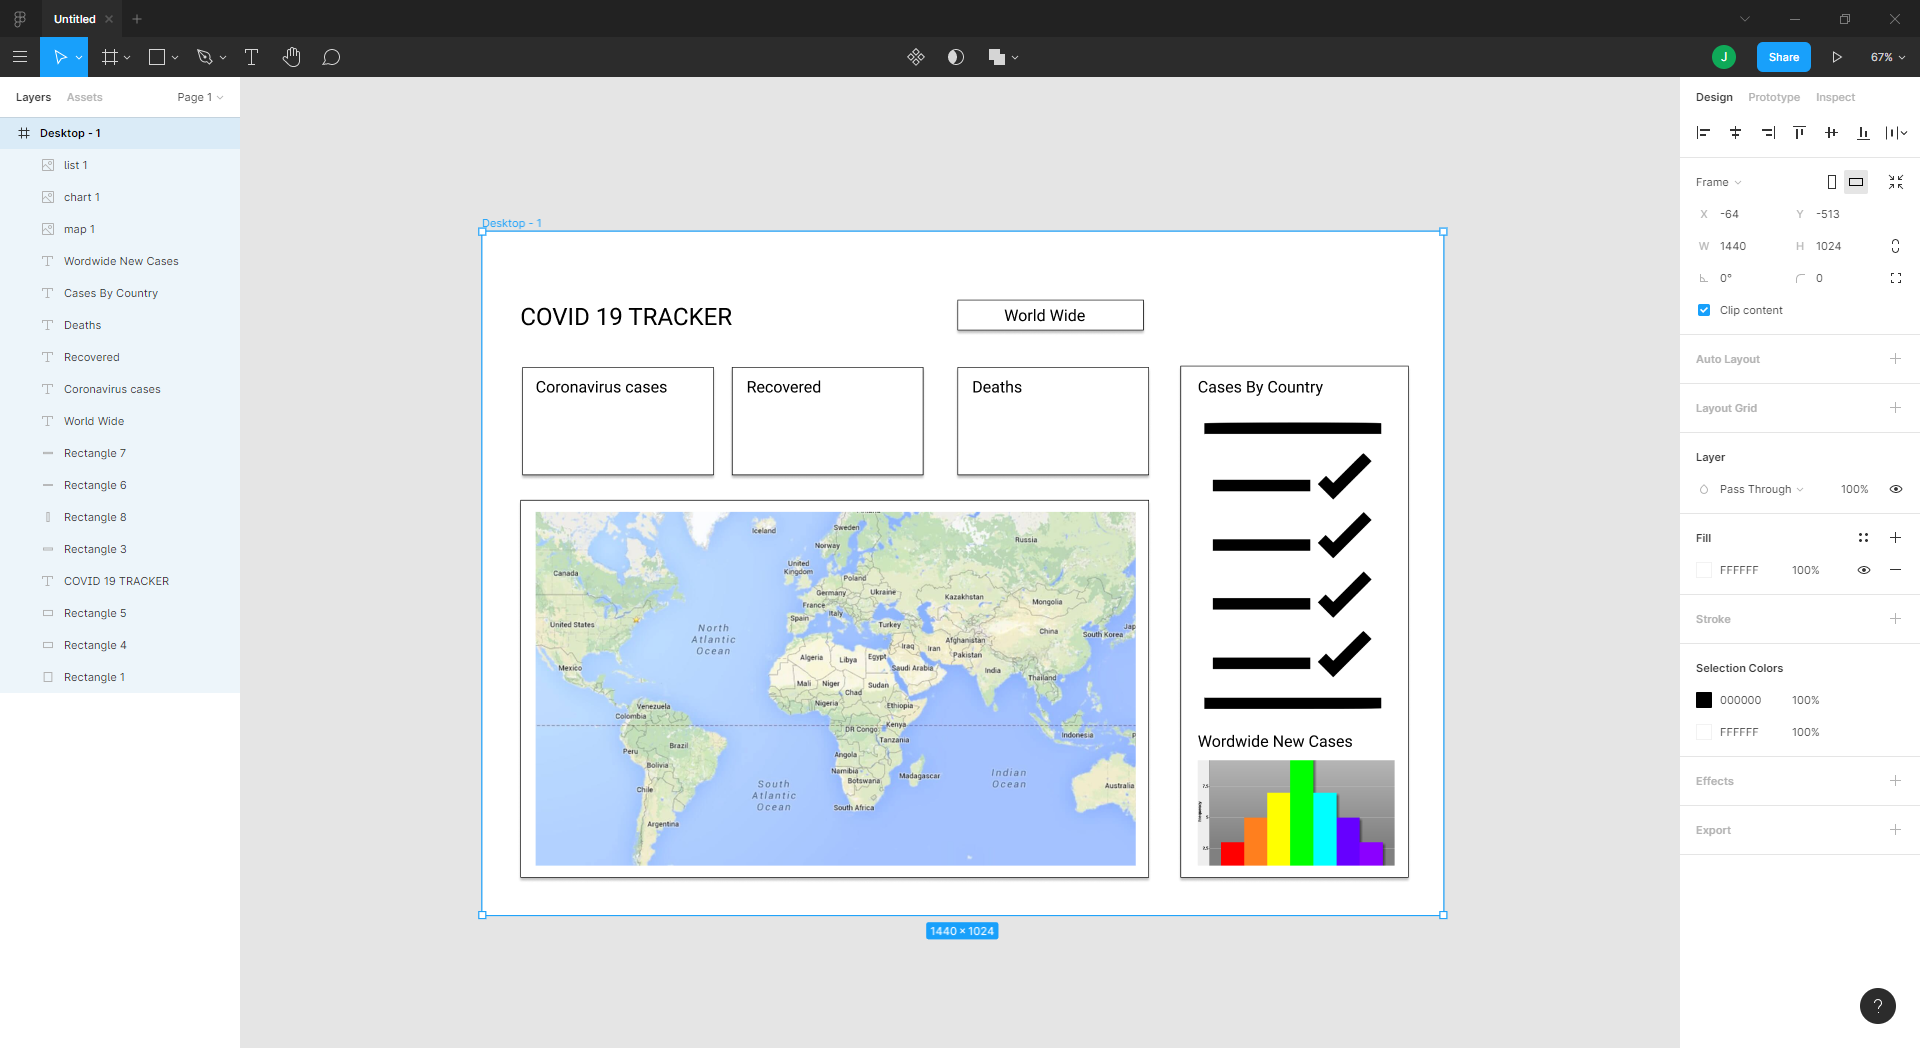 Untitled
J
Share
67%
Layers
Assets
Page 1
Desktop - 1
list 1
chart 1
map 1
Wordwide New Cases
Cases By Country
Deaths
Recovered
Coronavirus cases
World Wide
Rectangle 7
Rectangle 6
Rectangle 8
Rectangle 3
COVID 19 TRACKER
Rectangle 5
Rectangle 4
Rectangle 1
Desktop - 1
COVID 19 TRACKER
World Wide
Coronavirus cases
Recovered
Deaths
Cases By Country
Iceland
Sweden
Norway
Russia
Canada
United
Kingdom
Poland
Germany
Ukraine
France
Italy
Kazakhstan
Mongolia
United States
Spain
Turkey
China
South Korea
Jap
North
Atlantic
Ocean
Afghanistan
Iraq
Iran
Pakistan
Algeria
Libya
Egypt
Saudi Arabia
India
Mexico
Thailand
Mali
Niger
Chad
Sudan
Nigeria
Ethiopia
Venezuela
Colombia
DR Congo
Kenya
Tanzania
Indonesia
P
Peru
Brazil
Angola
Bolivia
Namibia
Botswana
Madagascar
Chile
South
Atlantic
Ocean
Indian
Ocean
Australia
South Africa
Argentina
Wordwide New Cases
7.5
5
2.5
1440 × 1024
Design
Prototype
Inspect
Frame
X
-64
Y
-513
W
1440
H
1024
0°
0
Clip content
Auto Layout
Layout Grid
Layer
Pass Through
100%
Fill
FFFFFF
100%
Stroke
Selection Colors
000000
100%
FFFFFF
100%
Effects
Export
?